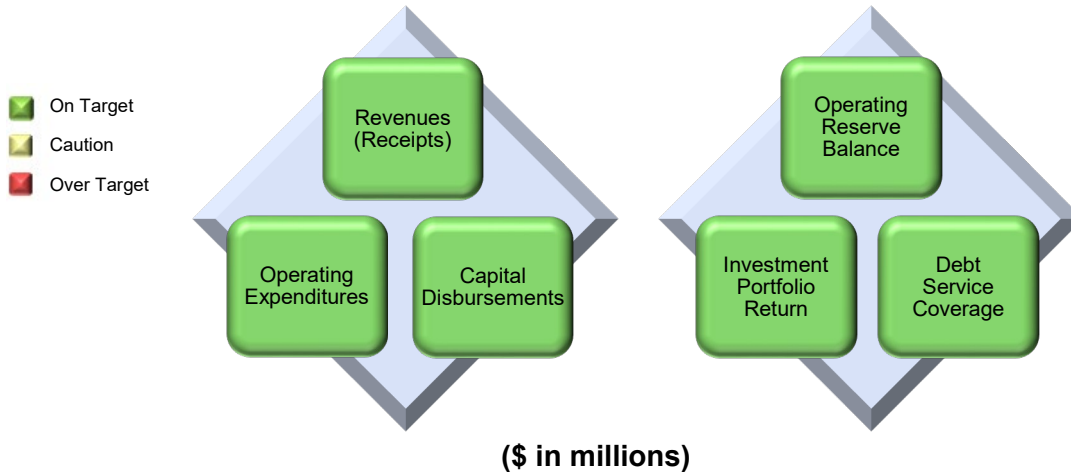 On Target
Caution
Over Target
Revenues
(Receipts)
Operating
Expenditures
Capital
Disbursements
Operating
Reserve
Balance
Investment
Portfolio
Return
Debt
Service
Coverage
($ in millions)